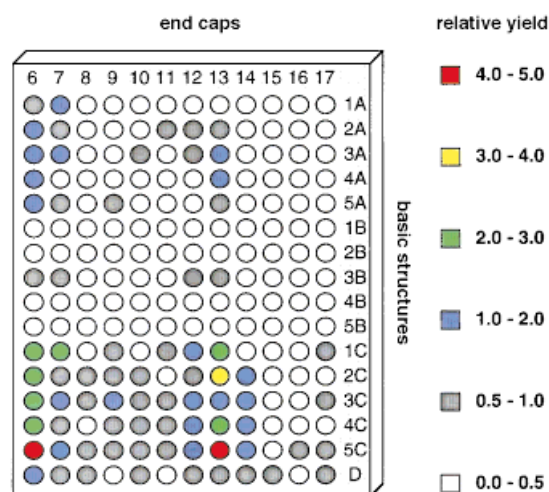 end caps
relative yield
6 7 8 9 10 11 12 13 14 15 16 17
1A
2A
3A
4A
5A
1B
2B
3B
4B
5B
1C
2C
3C
4C
5C
D
basic structures
4.0 - 5.0
3.0 - 4.0
2.0 - 3.0
1.0 - 2.0
0.5 - 1.0
0.0 - 0.5